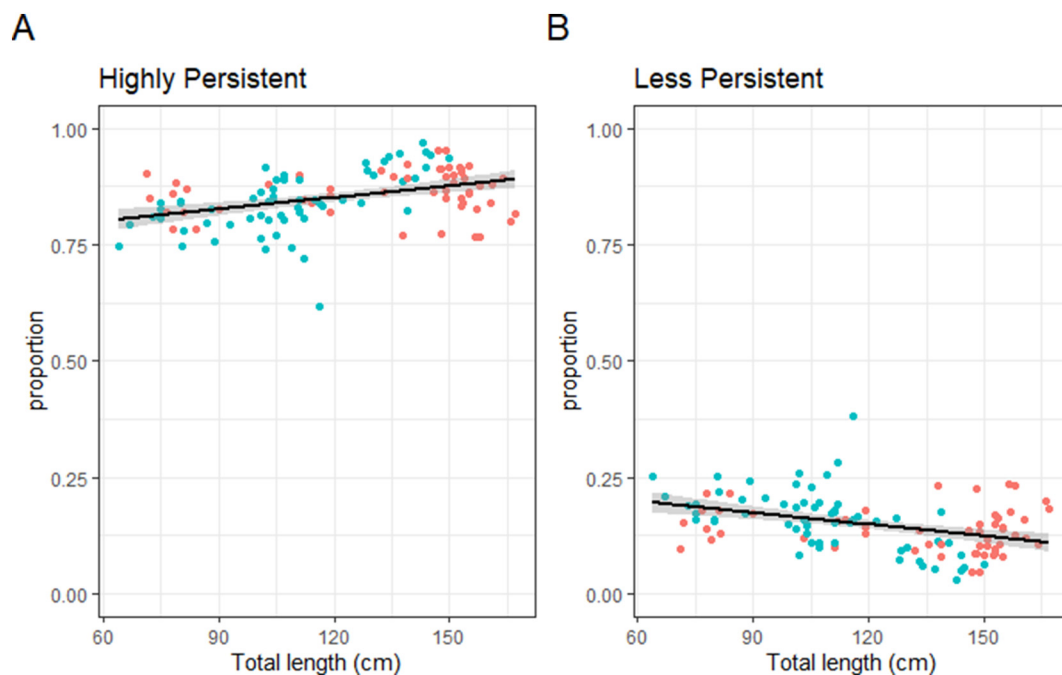 A
B
Highly Persistent
Less Persistent
proportion
1.00
0.75
0.50
0.25
0.00
60
90
120
150
Total length (cm)
proportion
1.00
0.75
0.50
0.25
0.00
60
90
120
150
Total length (cm)